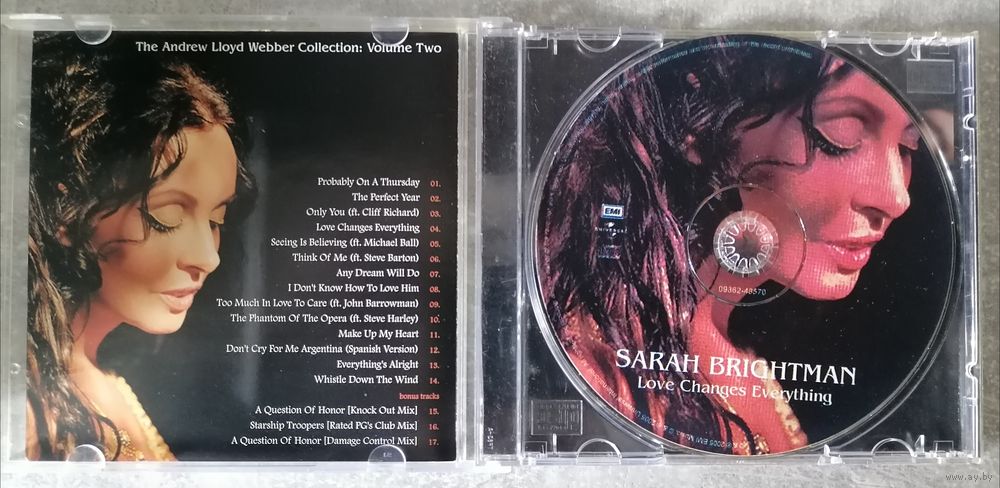 The Andrew Lloyd Webber Collection: Volume Two
Probably On A Thursday 01.
The Perfect Year 02.
Only You (ft. Cliff Richard) 03.
Love Changes Everything 04.
Seeing Is Believing (ft. Michael Ball) 05.
Think Of Me (ft. Steve Barton) 06.
Any Dream Will Do 07.
I Don't Know How To Love Him 08.
Too Much In Love To Care (ft. John Barrowman) 09.
The Phantom Of The Opera (ft. Steve Harley) 10.
Make Up My Heart 11.
Don't Cry For Me Argentina (Spanish Version) 12.
Everything's Alright 13.
Whistle Down The Wind 14.
bonus tracks
A Question Of Honor [Knock Out Mix] 15.
Starship Troopers [Rated PG's Club Mix] 16.
A Question Of Honor [Damage Control Mix] 17.
EMI
09362-48570
SARAH BRIGHTMAN
Love Changes Everything
www.ay.by